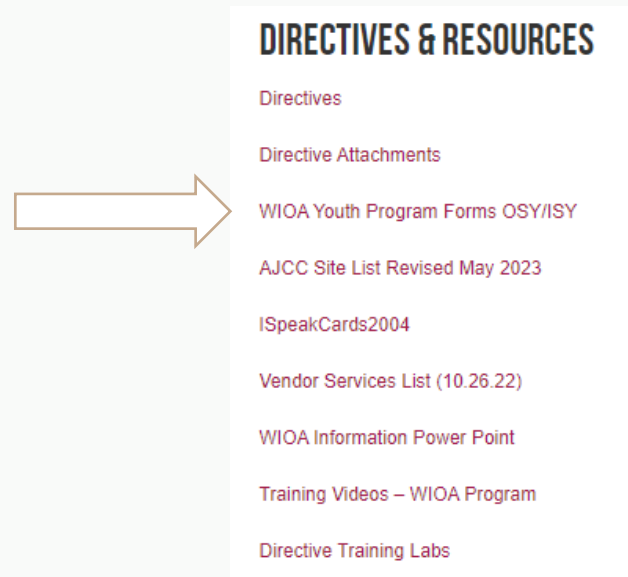 DIRECTIVES & RESOURCES
Directives
Directive Attachments
WIOA Youth Program Forms OSY/ISY
AJCC Site List Revised May 2023
ISpeakCards2004
Vendor Services List (10.26.22)
WIOA Information Power Point
Training Videos – WIOA Program
Directive Training Labs